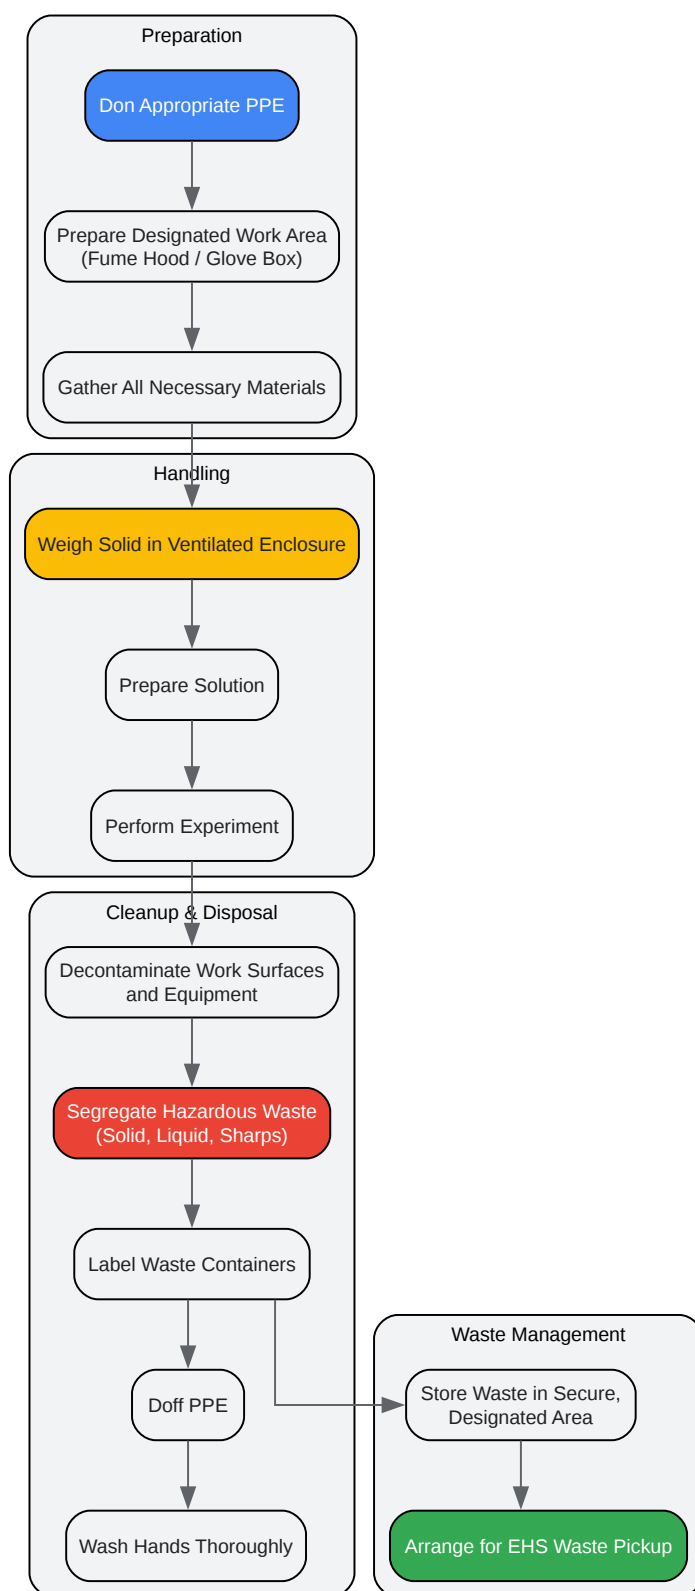 Preparation
Don Appropriate PPE
Prepare Designated Work Area
(Fume Hood / Glove Box)
Gather All Necessary Materials
Handling
Weigh Solid in Ventilated Enclosure
Prepare Solution
Perform Experiment
Cleanup & Disposal
Decontaminate Work Surfaces
and Equipment
Segregate Hazardous Waste
(Solid, Liquid, Sharps)
Label Waste Containers
Doff PPE
Wash Hands Thoroughly
Waste Management
Store Waste in Secure,
Designated Area
Arrange for EHS Waste Pickup